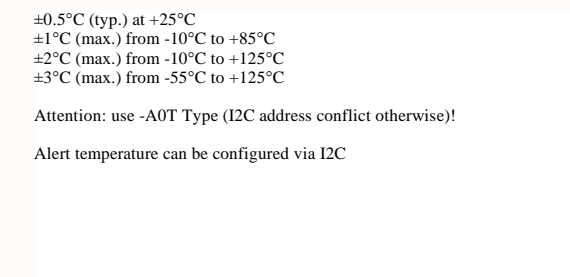 ±0.5°C (typ.) at +25°C
±1°C (max.) from -10°C to +85°C
±2°C (max.) from -10°C to +125°C
±3°C (max.) from -55°C to +125°C
Attention: use -A0T Type (I2C address conflict otherwise)!
Alert temperature can be configured via I2C